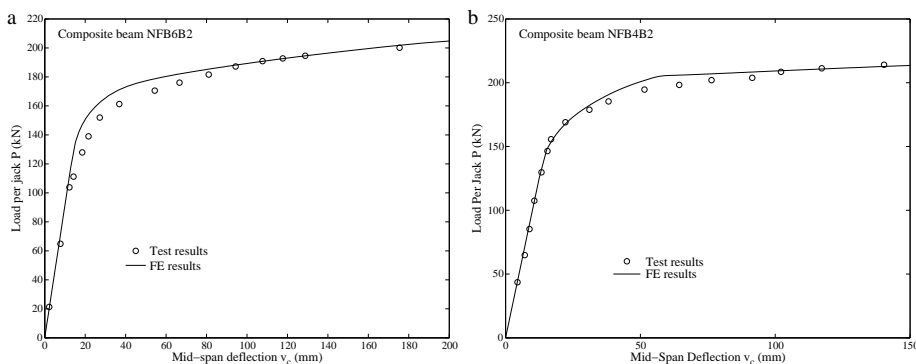 a
Composite beam NFB6B2
Load per jack P (kN)
220
200
180
160
140
120
100
80
60
40
20
0
Test results
FE results
0 20 40 60 80 100 120 140 160 180 200
Mid-span deflection v_c (mm)
b
Composite beam NFB4B2
Load Per Jack P (kN)
250
200
150
100
50
0
Test results
FE results
0 50 100 150
Mid-Span Deflection v_c (mm)